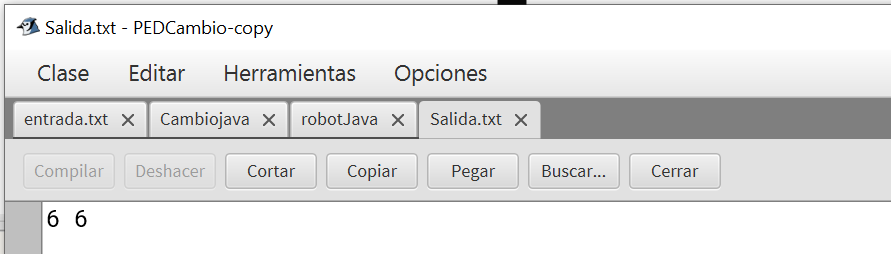 Salida.txt - PEDCambio-copy
Clase Editar Herramientas Opciones
entrada.txt Cambiojava robotJava Salida.txt
Compilar Deshacer Cortar Copiar Pegar Buscar... Cerrar
6 6